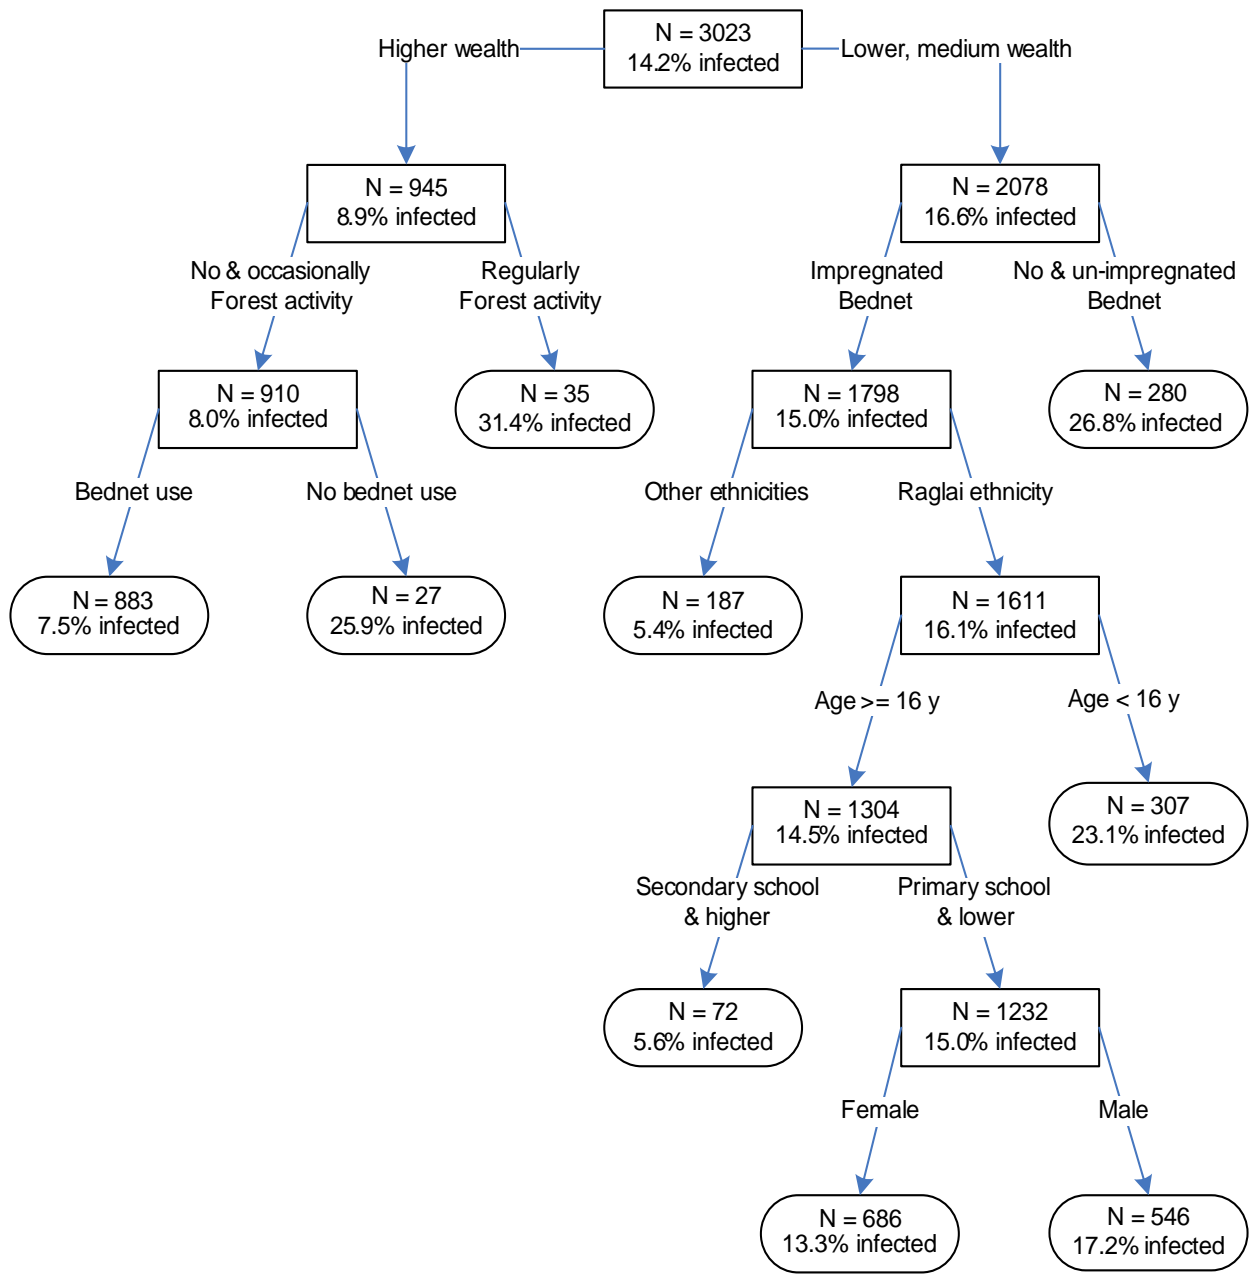 N = 3023
14.2% infected
Higher wealth
Lower, medium wealth
N = 945
8.9% infected
N = 2078
16.6% infected
No & occasionally
Forest activity
Regularly
Forest activity
Impregnated
Bednet
No & un-impregnated
Bednet
N = 910
8.0% infected
N = 35
31.4% infected
N = 1798
15.0% infected
N = 280
26.8% infected
Bednet use
No bednet use
Other ethnicities
Raglai ethnicity
N = 883
7.5% infected
N = 27
25.9% infected
N = 187
5.4% infected
N = 1611
16.1% infected
Age >= 16 y
Age < 16 y
N = 1304
14.5% infected
N = 307
23.1% infected
Secondary school
& higher
Primary school
& lower
N = 72
5.6% infected
N = 1232
15.0% infected
Female
Male
N = 686
13.3% infected
N = 546
17.2% infected